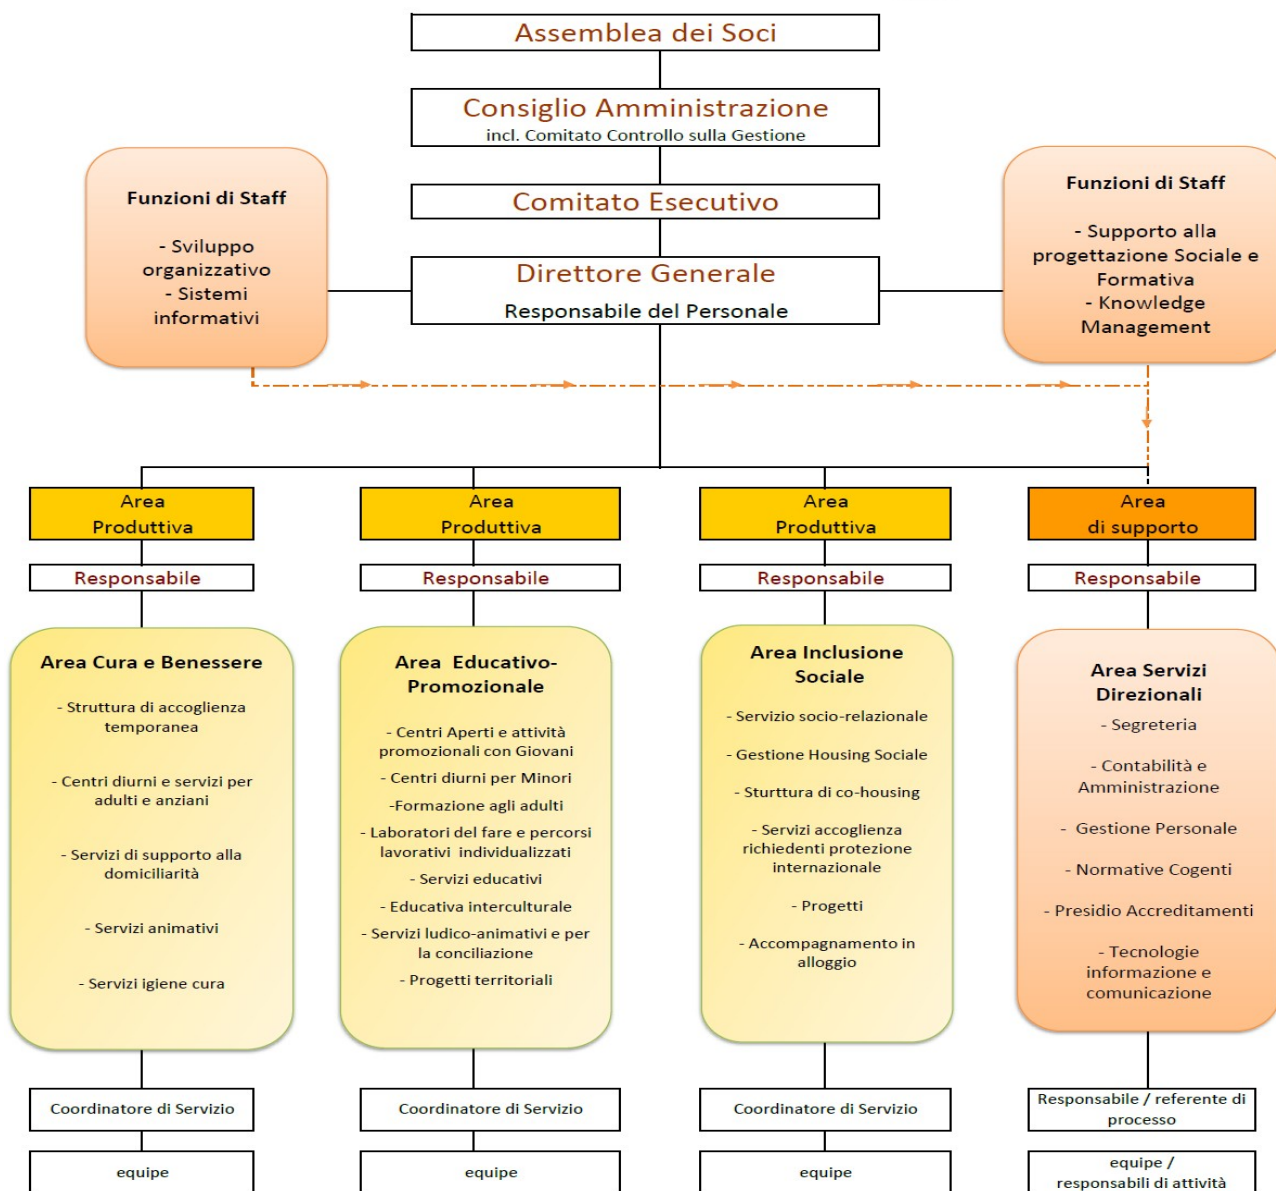 Assemblea dei Soci
Consiglio Amministrazione
incl. Comitato Controllo sulla Gestione
Comitato Esecutivo
Direttore Generale
Responsabile del Personale
Funzioni di Staff
- Sviluppo
organizzativo
- Sistemi
informativi
Funzioni di Staff
- Supporto alla
progettazione Sociale e
Formativa
- Knowledge
Management
Area
Produttiva
Responsabile
Area Cura e Benessere
- Struttura di accoglienza
temporanea
- Centri diurni e servizi per
adulti e anziani
- Servizi di supporto alla
domiciliarità
- Servizi animativi
- Servizi igiene cura
Coordinatore di Servizio
equipe
Area
Produttiva
Responsabile
Area Educativo-
Promozionale
- Centri Aperti e attività
promozionali con Giovani
- Centri diurni per Minori
-Formazione agli adulti
- Laboratori del fare e percorsi
lavorativi individualizzati
- Servizi educativi
- Educativa interculturale
- Servizi ludico-animativi e per
la conciliazione
- Progetti territoriali
Coordinatore di Servizio
equipe
Area
Produttiva
Responsabile
Area Inclusione
Sociale
- Servizio socio-relazionale
- Gestione Housing Sociale
- Sturttura di co-housing
- Servizi accoglienza
richiedenti protezione
internazionale
- Progetti
- Accompagnamento in
alloggio
Coordinatore di Servizio
equipe
Area
di supporto
Responsabile
Area Servizi
Direzionali
- Segreteria
- Contabilità e
Amministrazione
- Gestione Personale
- Normative Cogenti
- Presidio Accreditamenti
- Tecnologie
informazione e
comunicazione
Responsabile / referente di
processo
equipe /
responsabili di attività